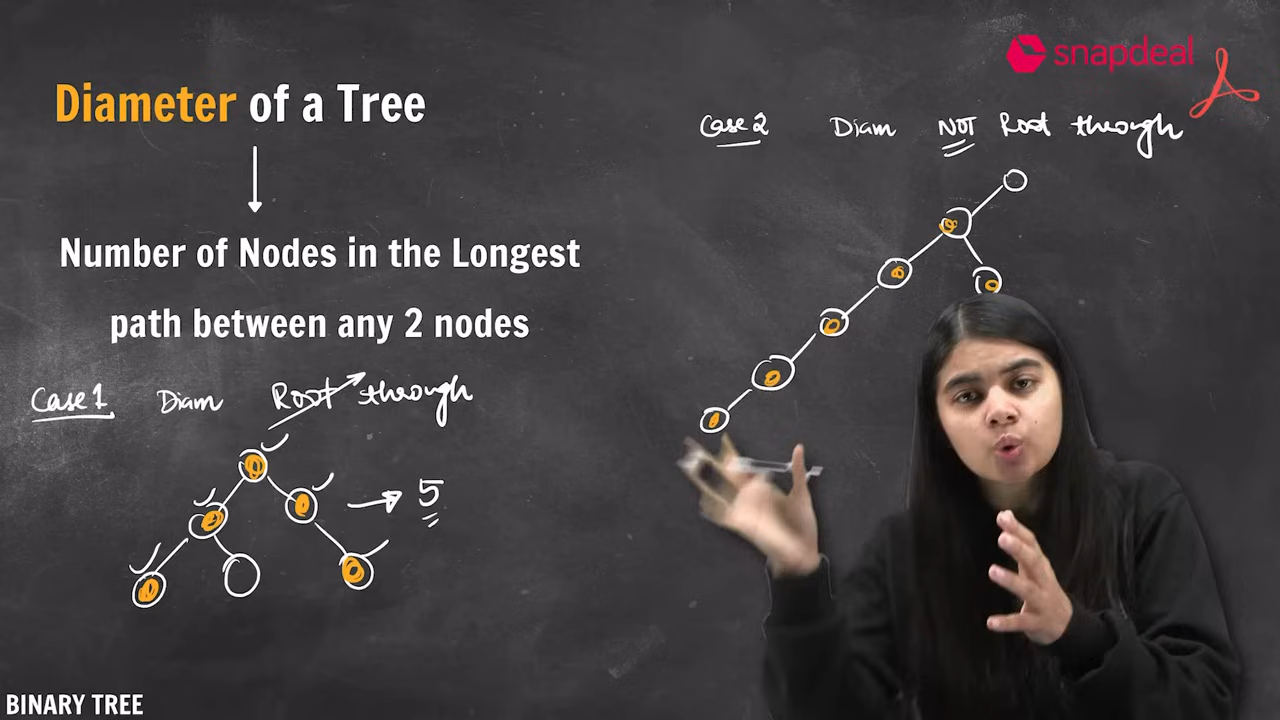 snapdeal
Diameter of a Tree
Number of Nodes in the Longest
path between any 2 nodes
Case 1 Diam Root through
5
Case 2 Diam NOT Root through
BINARY TREE